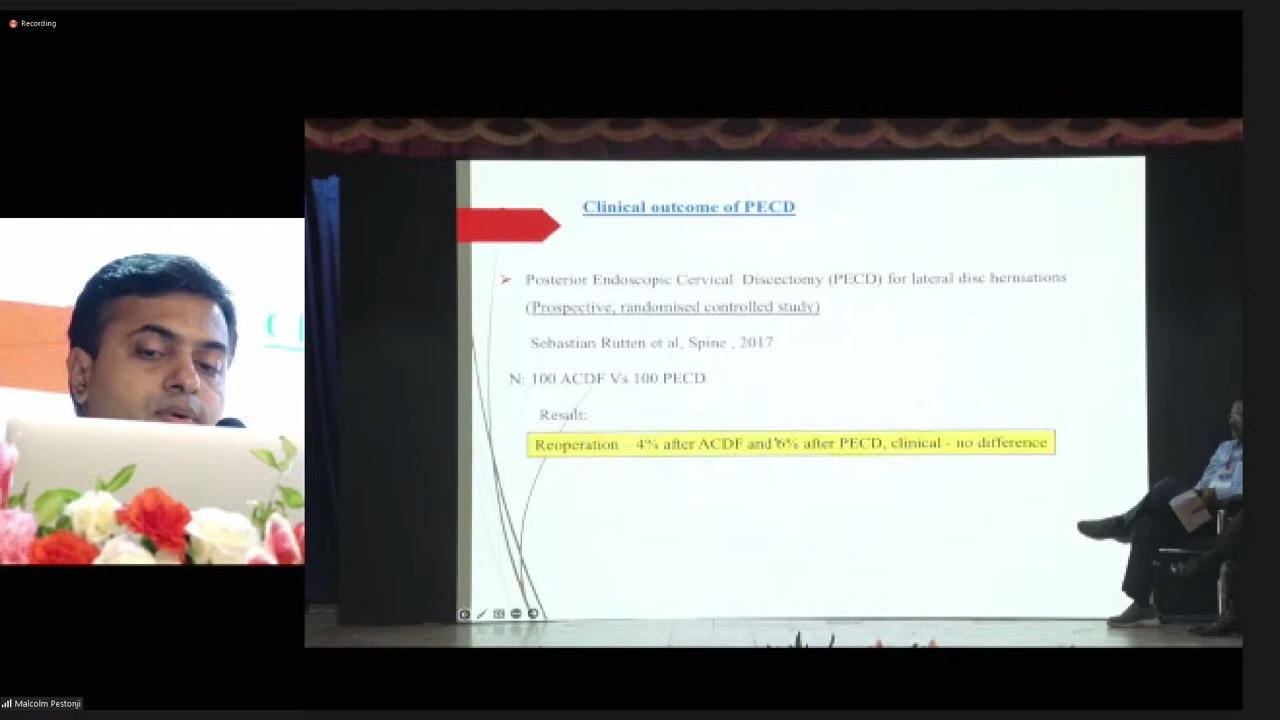 Recording
Clinical outcome of PECD
Posterior Endoscopic Cervical Discectomy (PECD) for lateral disc herniations
(Prospective, randomised controlled study)
Sebastian Rutten et al, Spine , 2017
N: 100 ACDF Vs 100 PECD
Result:
Reoperation – 4% after ACDF and 6% after PECD, clinical - no difference
Malcolm Pestonji